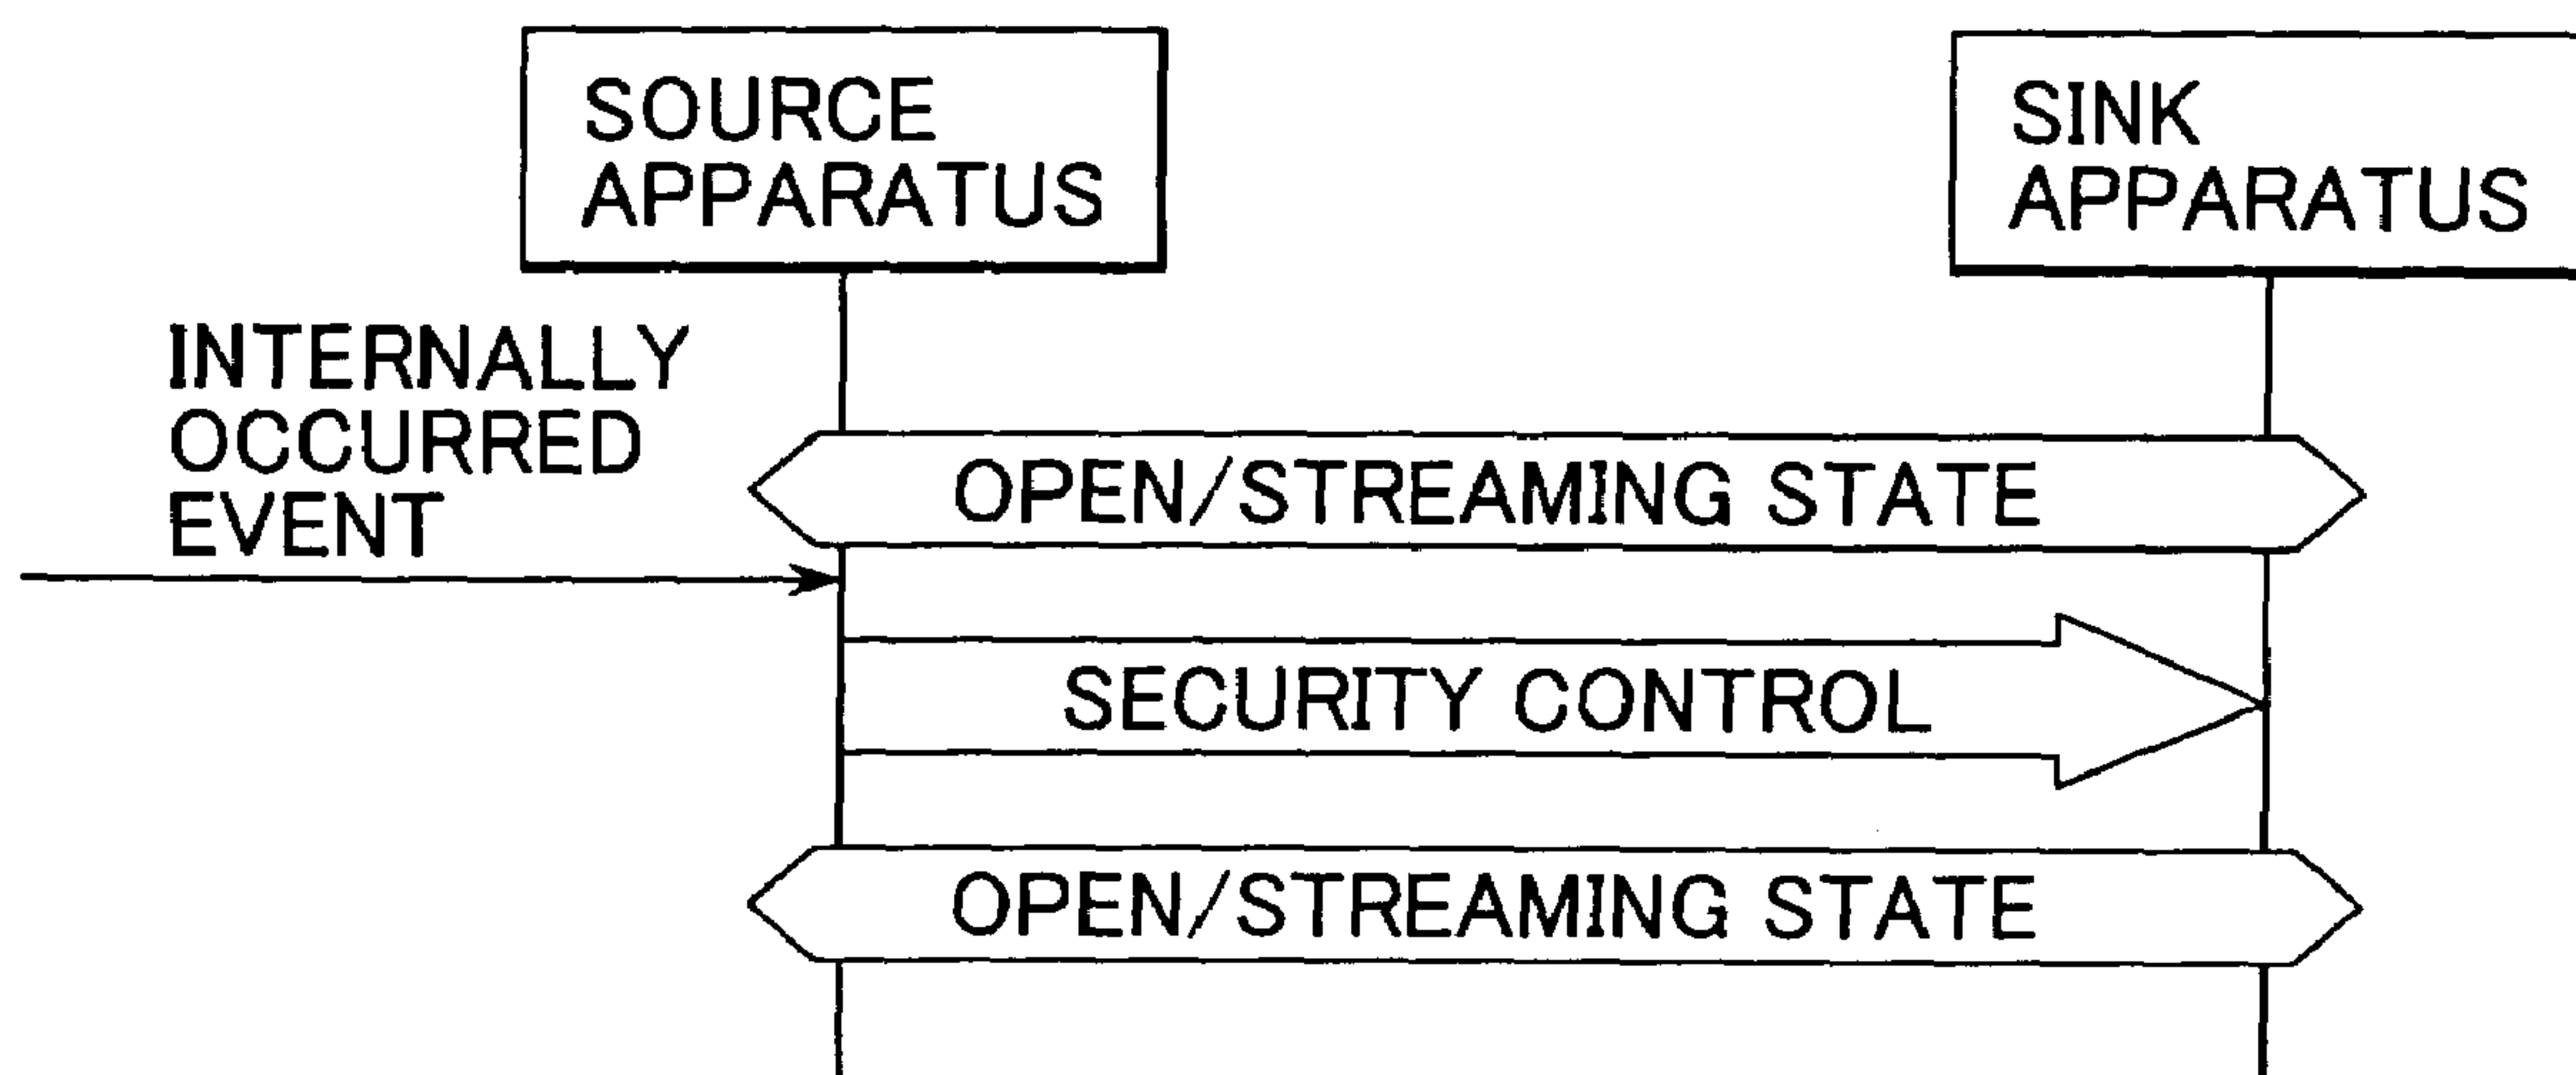 SOURCE
APPARATUS
SINK
APPARATUS
INTERNALLY
OCCURRED
EVENT
OPEN/STREAMING STATE
SECURITY CONTROL
OPEN/STREAMING STATE